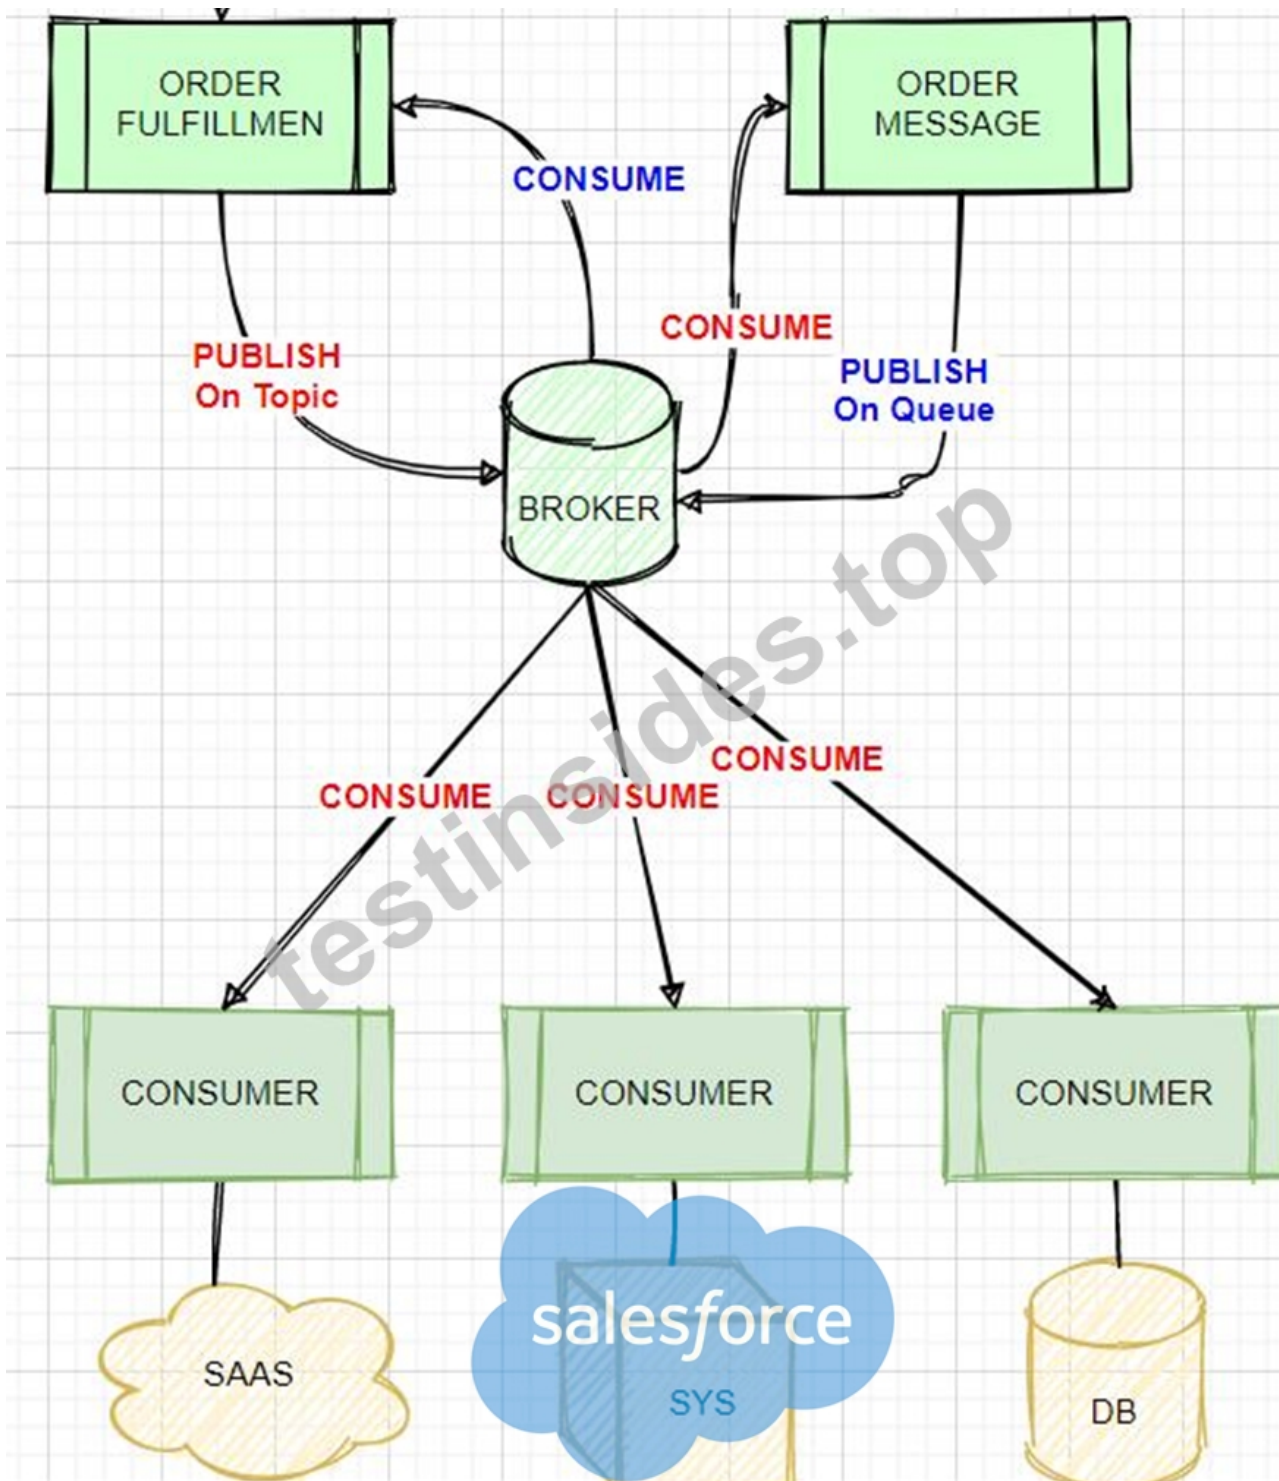 ORDER
FULFILLMEN
ORDER
MESSAGE
CONSUME
CONSUME
PUBLISH
On Topic
PUBLISH
On Queue
BROKER
testinsides.top
CONSUME
CONSUME
CONSUME
CONSUMER
CONSUMER
CONSUMER
salesforce
SAAS
SYS
DB